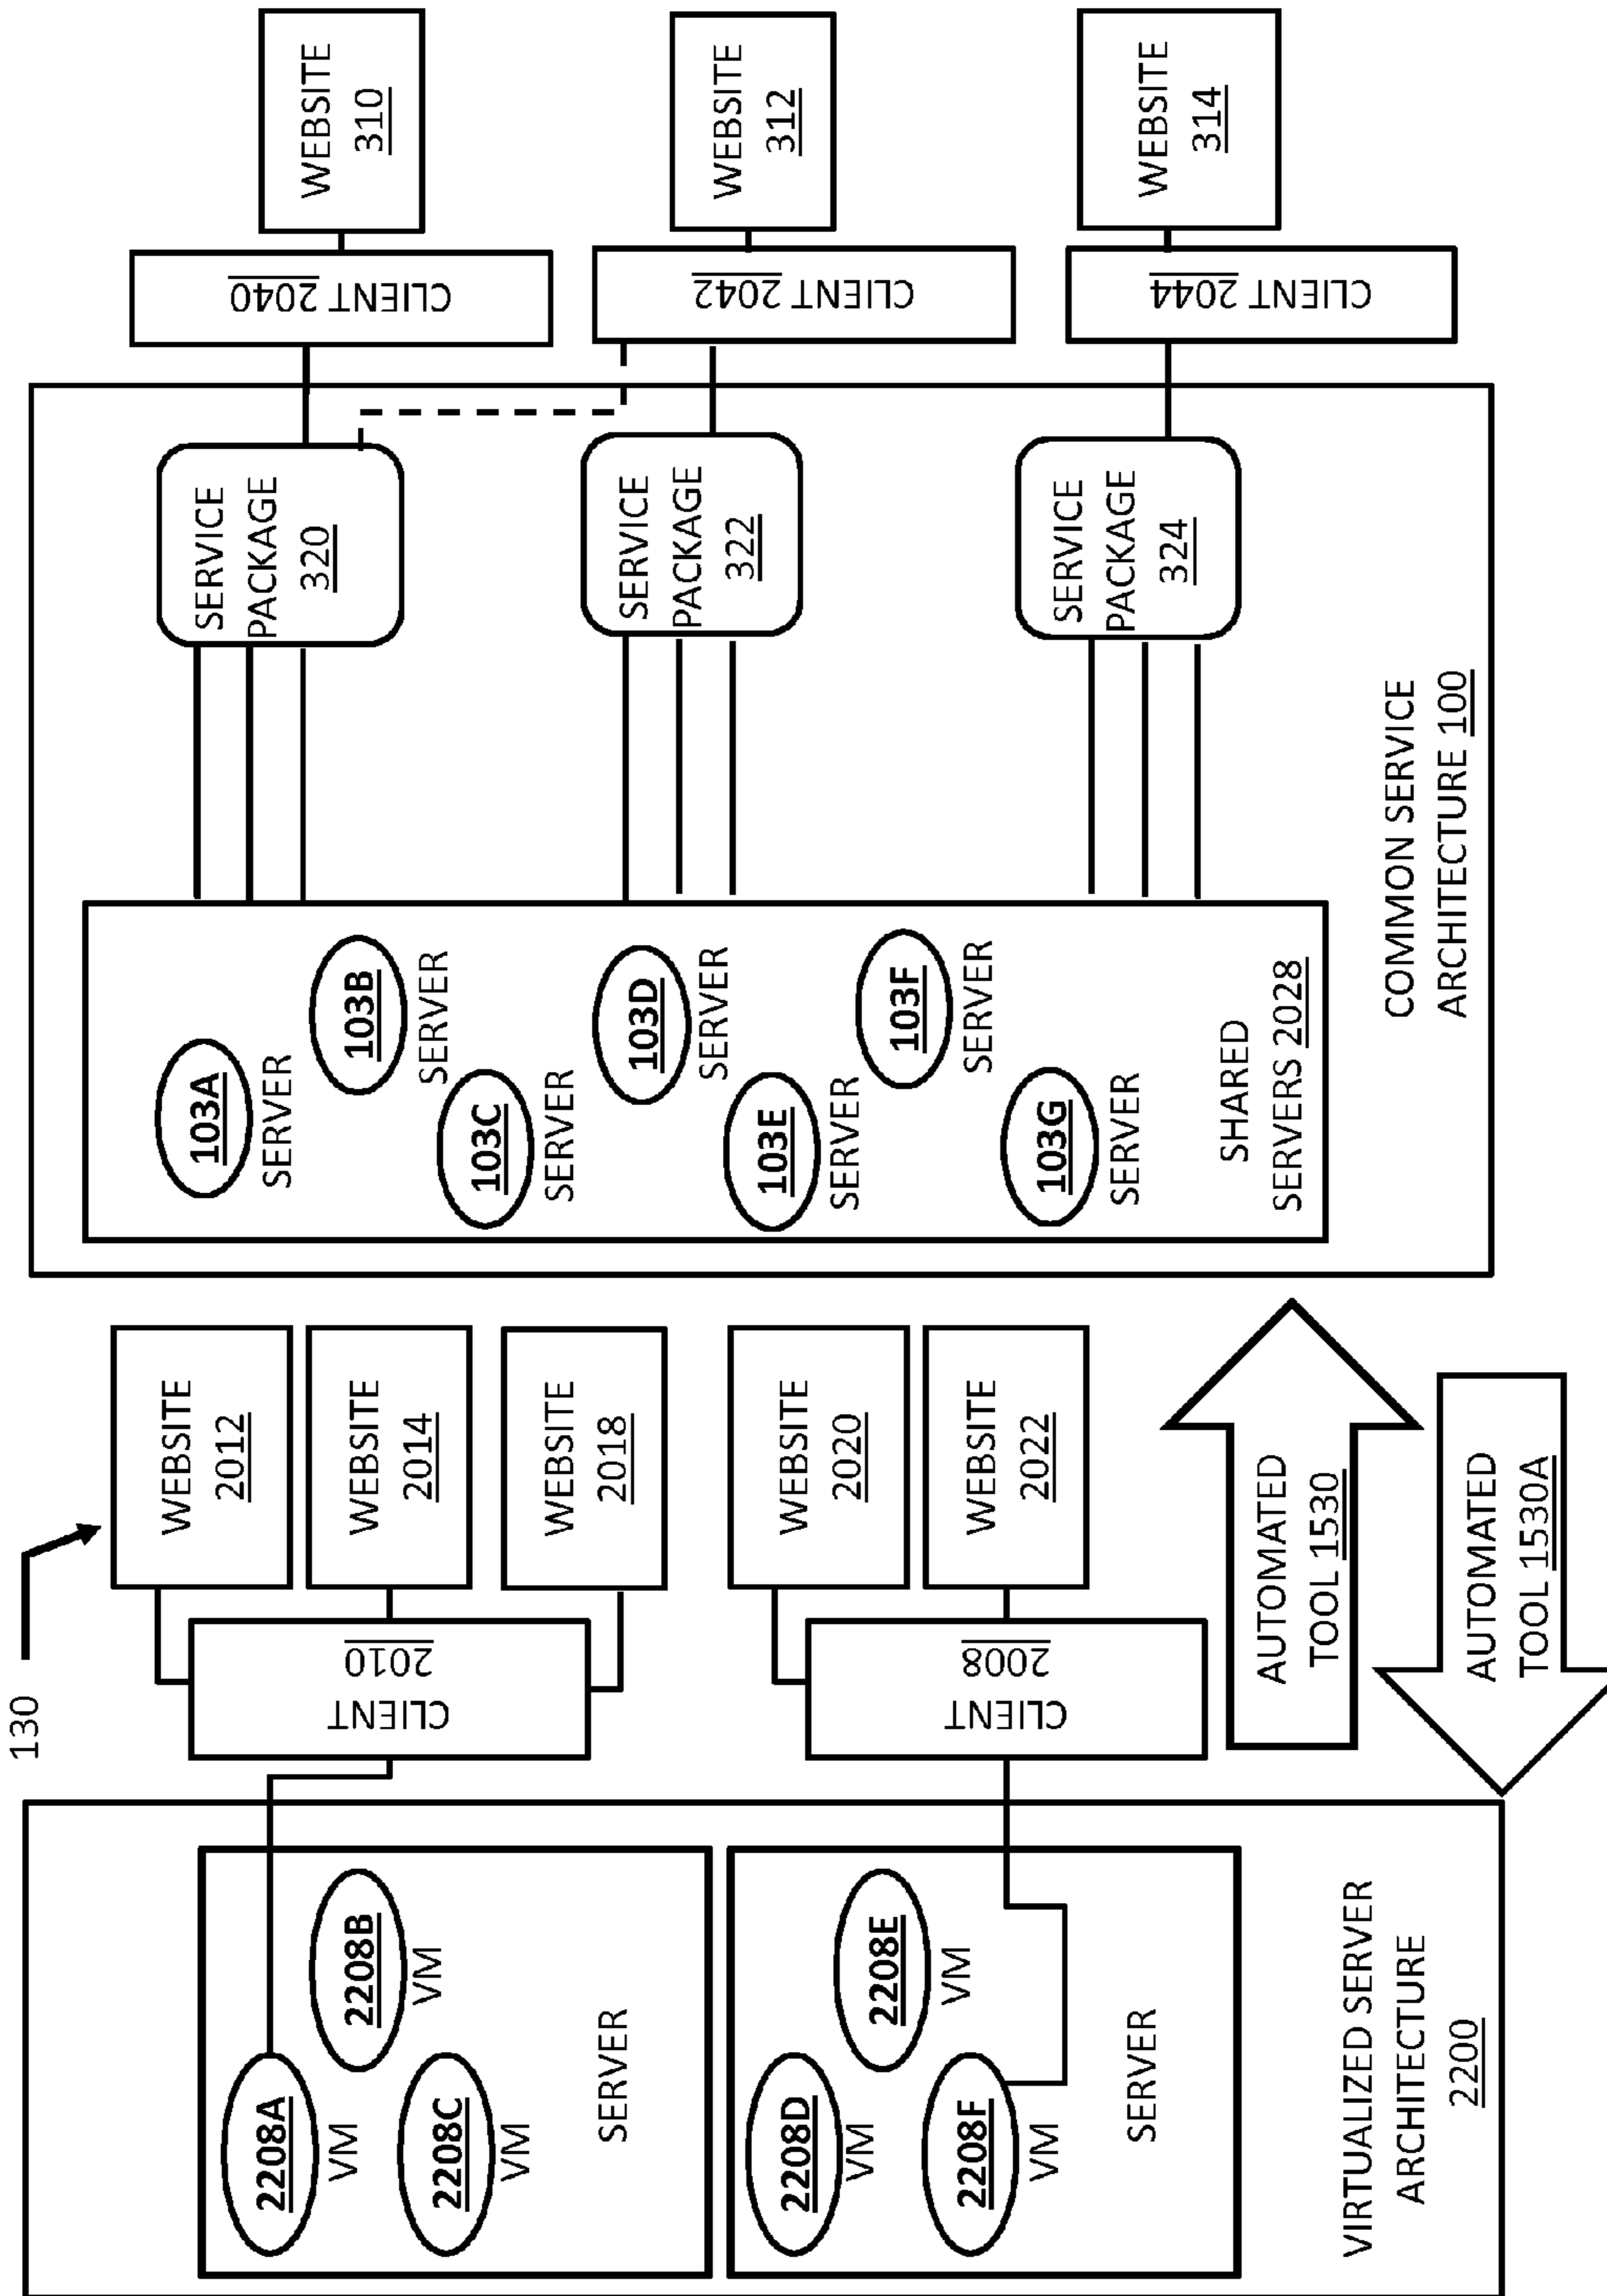 130
2208A
VM
2208B
VM
2208C
VM
SERVER
2208D
VM
2208E
VM
2208F
VM
SERVER
VIRTUALIZED SERVER
ARCHITECTURE
2200
CLIENT
2010
CLIENT
2008
WEBSITE
2012
WEBSITE
2014
WEBSITE
2018
WEBSITE
2020
WEBSITE
2022
AUTOMATED
TOOL 1530
AUTOMATED
TOOL 1530A
103A
SERVER
103B
SERVER
103C
SERVER
103D
SERVER
103E
SERVER
103F
SERVER
103G
SERVER
SHARED
SERVERS 2028
SERVICE
PACKAGE
320
SERVICE
PACKAGE
322
SERVICE
PACKAGE
324
COMMON SERVICE
ARCHITECTURE 100
CLIENT 2040
CLIENT 2042
CLIENT 2044
WEBSITE
310
WEBSITE
312
WEBSITE
314